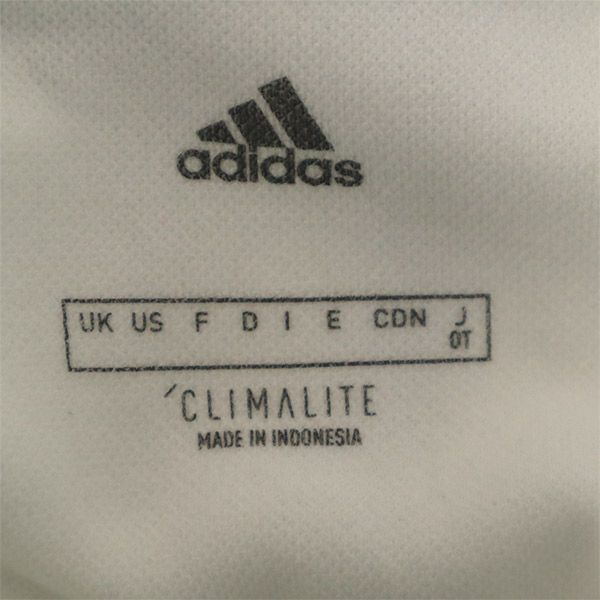 adidas
UK US F D I E CDN J
OT
´CLIMALITE
MADE IN INDONESIA